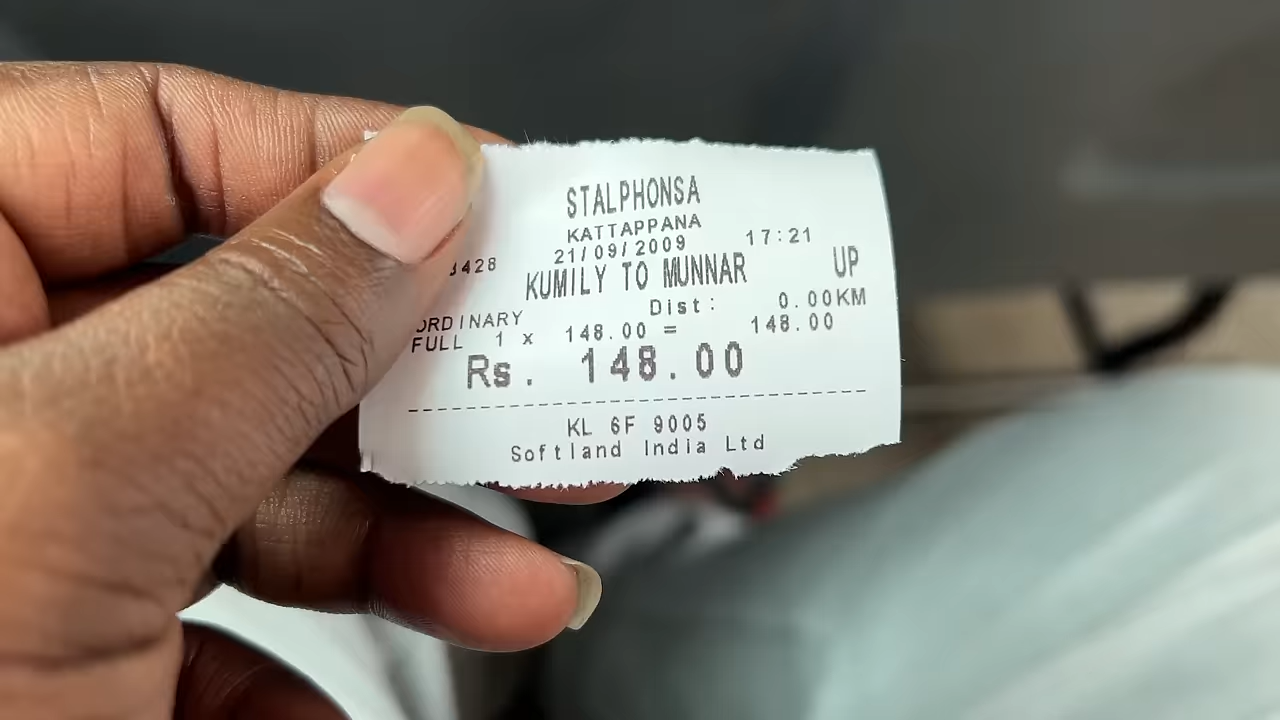 STALPHONSA
KATTAPPANA
21/09/2009 17:21
KUMILY TO MUNNAR UP
Dist: 0.00KM
ORDINARY
FULL 1 x 148.00 = 148.00
Rs. 148.00
KL 6F 9005
Softland India Ltd